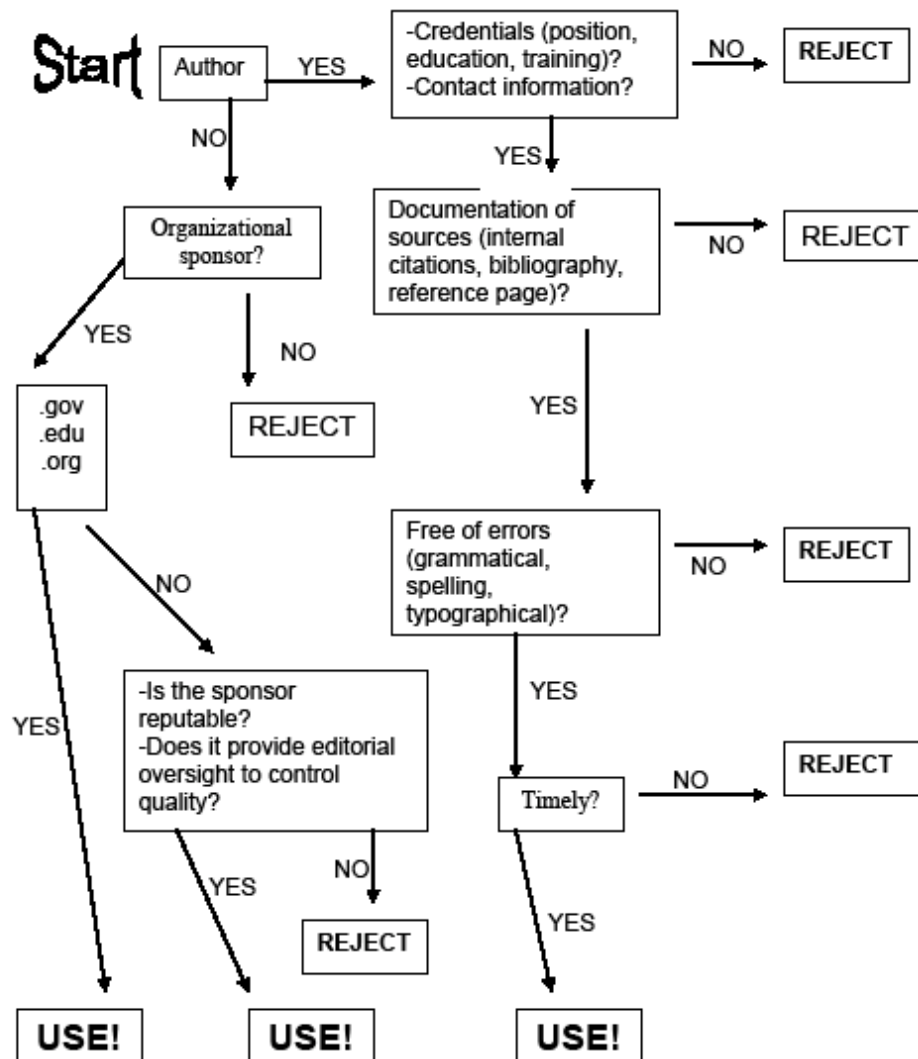 Start
Author
YES
-Credentials (position,
education, training)?
-Contact information?
NO
REJECT
NO
YES
Organizational
sponsor?
Documentation of
sources (internal
citations, bibliography,
reference page)?
NO
REJECT
YES
NO
.gov
.edu
.org
REJECT
YES
Free of errors
(grammatical,
spelling,
typographical)?
NO
REJECT
NO
YES
-Is the sponsor
reputable?
-Does it provide editorial
oversight to control
quality?
YES
Timely?
NO
REJECT
YES
NO
REJECT
YES
USE!
USE!
USE!